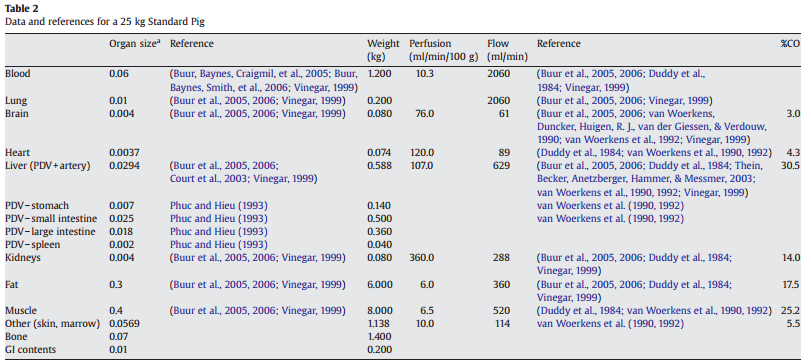 Table 2
Data and references for a 25 kg Standard Pig
Organ sizeᵃ Reference Weight (kg) Perfusion (ml/min/100 g) Flow (ml/min) Reference %CO
Blood 0.06 (Buur, Baynes, Craigmil, et al., 2005; Buur, 1.200 10.3 2060 (Buur et al., 2005, 2006; Duddy et al.,
Baynes, Smith, et al., 2006; Vinegar, 1999) 1984; Vinegar, 1999)
Lung 0.01 (Buur et al., 2005, 2006; Vinegar, 1999) 0.200 2060 (Buur et al., 2005, 2006; Vinegar, 1999)
Brain 0.004 (Buur et al., 2005, 2006; Vinegar, 1999) 0.080 76.0 61 (Buur et al., 2005, 2006; van Woerkens, 3.0
Duncker, Huigen, R. J., van der Giessen, & Verdouw,
1990; van Woerkens et al., 1992; Vinegar, 1999)
Heart 0.0037 0.074 120.0 89 (Duddy et al., 1984; van Woerkens et al., 1990, 1992) 4.3
Liver (PDV+artery) 0.0294 (Buur et al., 2005, 2006; 0.588 107.0 629 (Buur et al., 2005, 2006; Duddy et al., 1984; Thein, 30.5
Court et al., 2003; Vinegar, 1999) Becker, Anetzberger, Hammer, & Messmer, 2003;
van Woerkens et al., 1990, 1992; Vinegar, 1999)
PDV–stomach 0.007 Phuc and Hieu (1993) 0.140 van Woerkens et al. (1990, 1992)
PDV–small intestine 0.025 Phuc and Hieu (1993) 0.500 van Woerkens et al. (1990, 1992)
PDV–large intestine 0.018 Phuc and Hieu (1993) 0.360
PDV–spleen 0.002 Phuc and Hieu (1993) 0.040
Kidneys 0.004 (Buur et al., 2005, 2006; Vinegar, 1999) 0.080 360.0 288 (Buur et al., 2005, 2006; Duddy et al., 1984; 14.0
Vinegar, 1999)
Fat 0.3 (Buur et al., 2005, 2006; Vinegar, 1999) 6.000 6.0 360 (Buur et al., 2005, 2006; Duddy et al., 1984; 17.5
Vinegar, 1999)
Muscle 0.4 (Buur et al., 2005, 2006; Vinegar, 1999) 8.000 6.5 520 (Duddy et al., 1984; van Woerkens et al., 1990, 1992) 25.2
Other (skin, marrow) 0.0569 1.138 10.0 114 van Woerkens et al. (1990, 1992) 5.5
Bone 0.07 1.400
GI contents 0.01 0.200